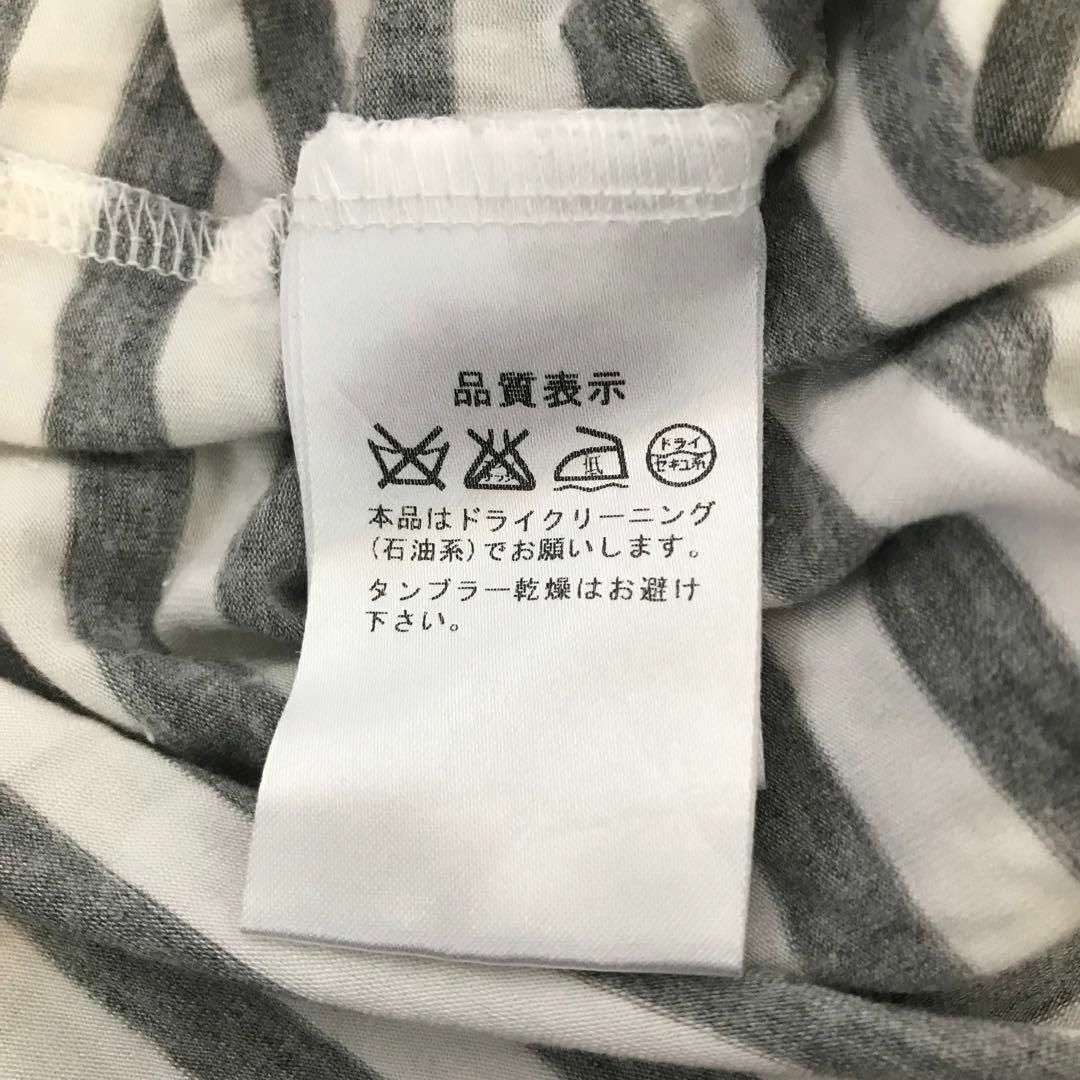 品質表示
低
ドライ
セキユ系
本品はドライクリーニング
(石油系)でお願いします。
タンブラー乾燥はお避け
下さい。